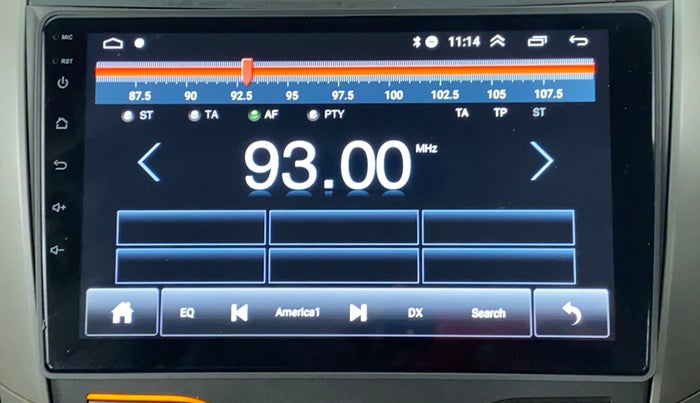 MIC
11:14
RST
87.5 90 92.5 95 97.5 100 102.5 105 107.5
ST TA AF PTY TA TP ST
93.00 MHz
EQ America1 DX Search